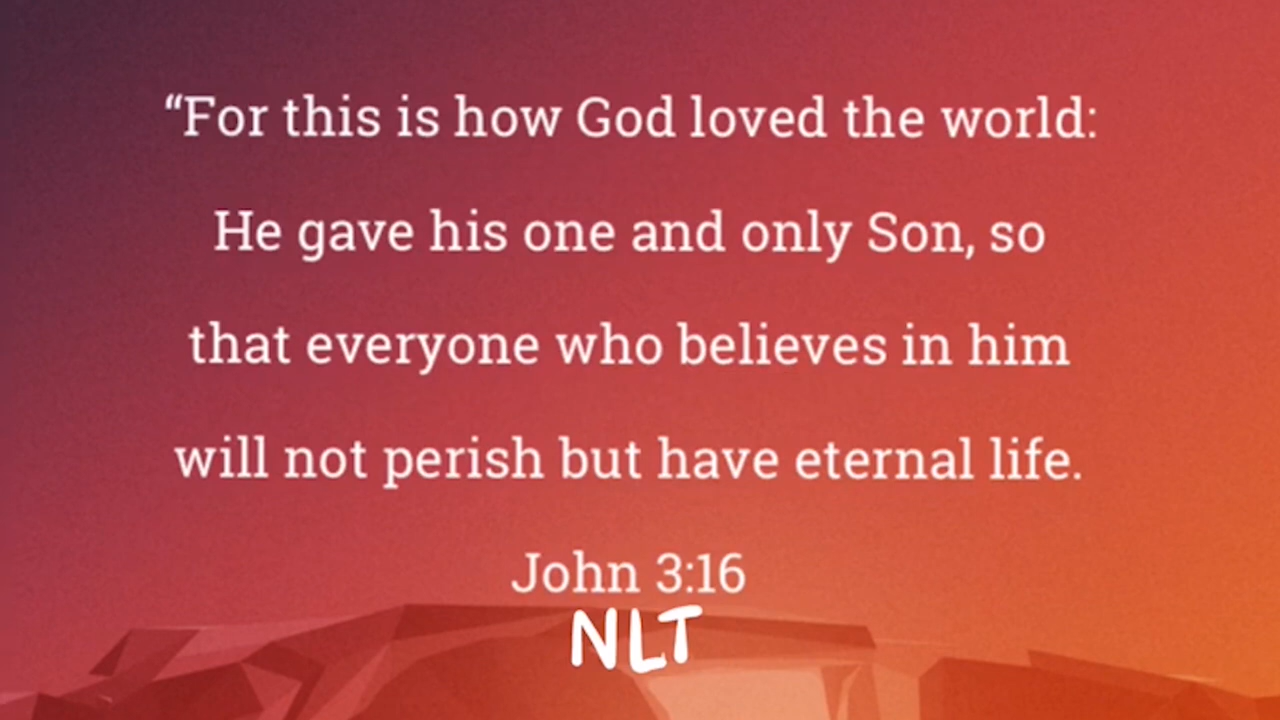 “For this is how God loved the world:
He gave his one and only Son, so
that everyone who believes in him
will not perish but have eternal life.
John 3:16
NLT